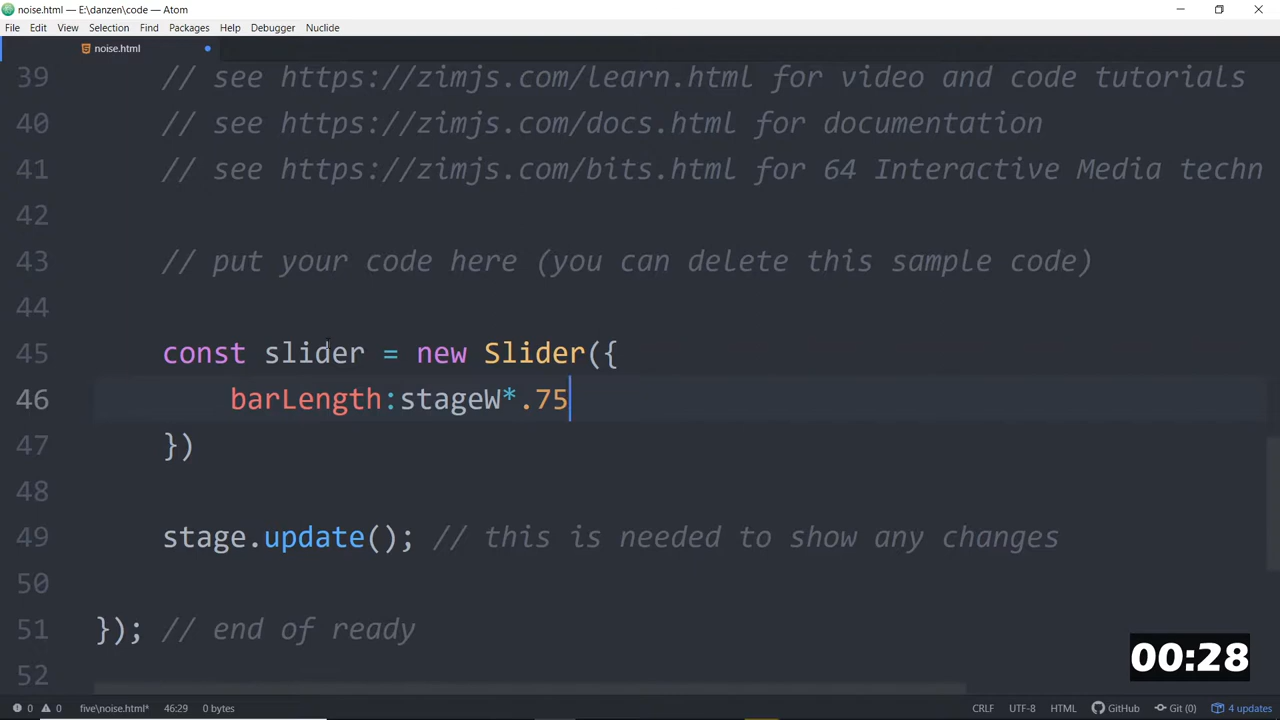 noise.html — E:\danzen\code — Atom
File Edit View Selection Find Packages Help Debugger Nuclide
noise.html
39 // see https://zimjs.com/learn.html for video and code tutorials
40 // see https://zimjs.com/docs.html for documentation
41 // see https://zimjs.com/bits.html for 64 Interactive Media techn
42
43 // put your code here (you can delete this sample code)
44
45 const slider = new Slider({
46 barLength:stageW*.75
47 })
48
49 stage.update(); // this is needed to show any changes
50
51 }); // end of ready
52
00:28
0 0 five\noise.html* 46:29 0 bytes CRLF UTF-8 HTML GitHub Git (0) 4 updates